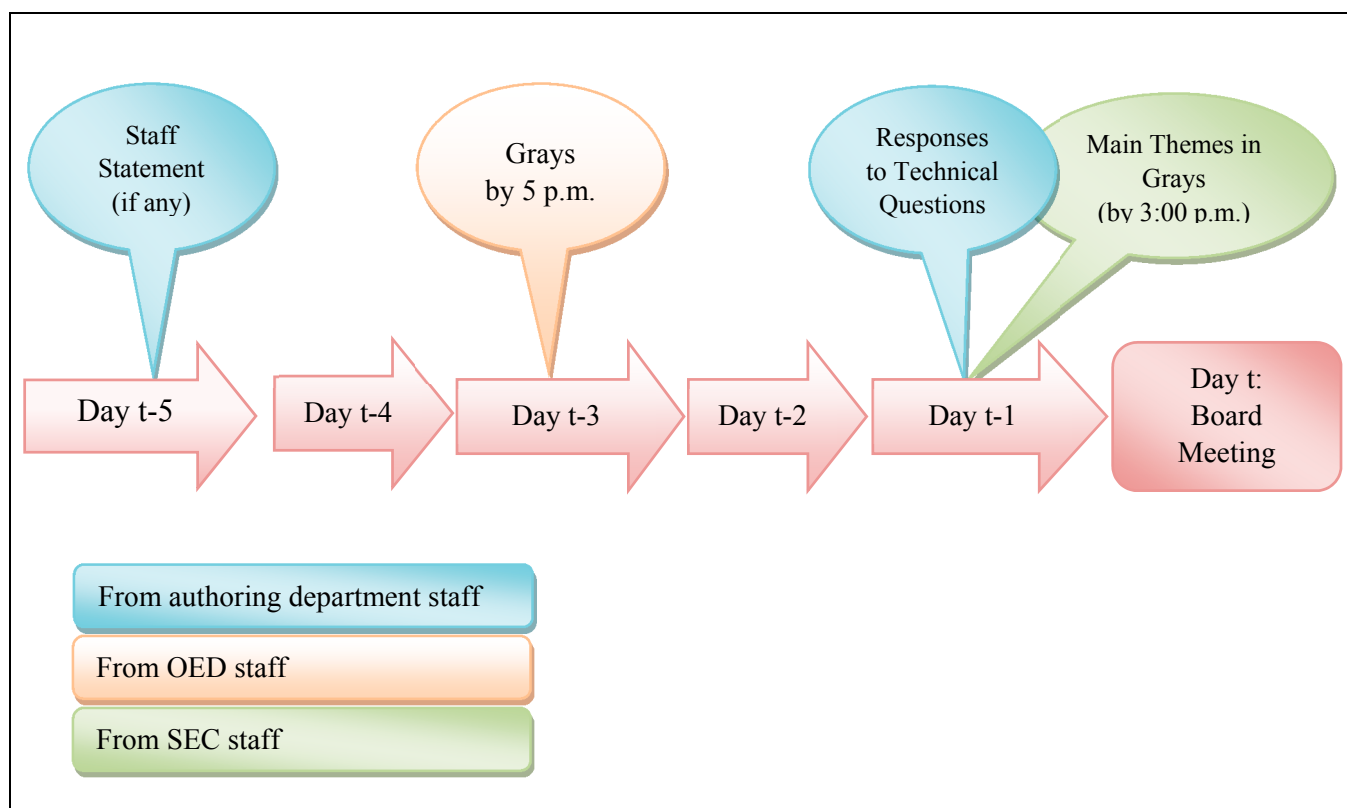 Staff
Statement
(if any)
Grays
by 5 p.m.
Responses
to Technical
Questions
Main Themes in
Grays
(by 3:00 p.m.)
Day t-5
Day t-4
Day t-3
Day t-2
Day t-1
Day t:
Board
Meeting
From authoring department staff
From OED staff
From SEC staff